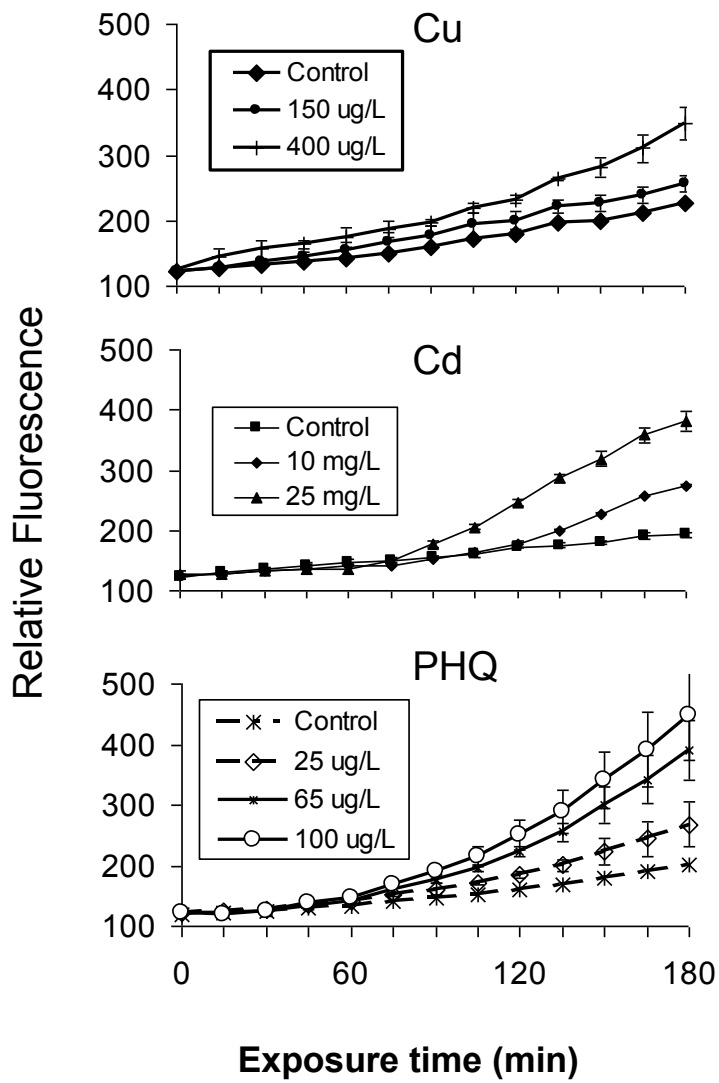 Cu
500
400
300
200
100
Control
150 ug/L
400 ug/L
Relative Fluorescence
Cd
500
400
300
200
100
Control
10 mg/L
25 mg/L
PHQ
500
400
300
200
100
Control
25 ug/L
65 ug/L
100 ug/L
0 60 120 180
Exposure time (min)